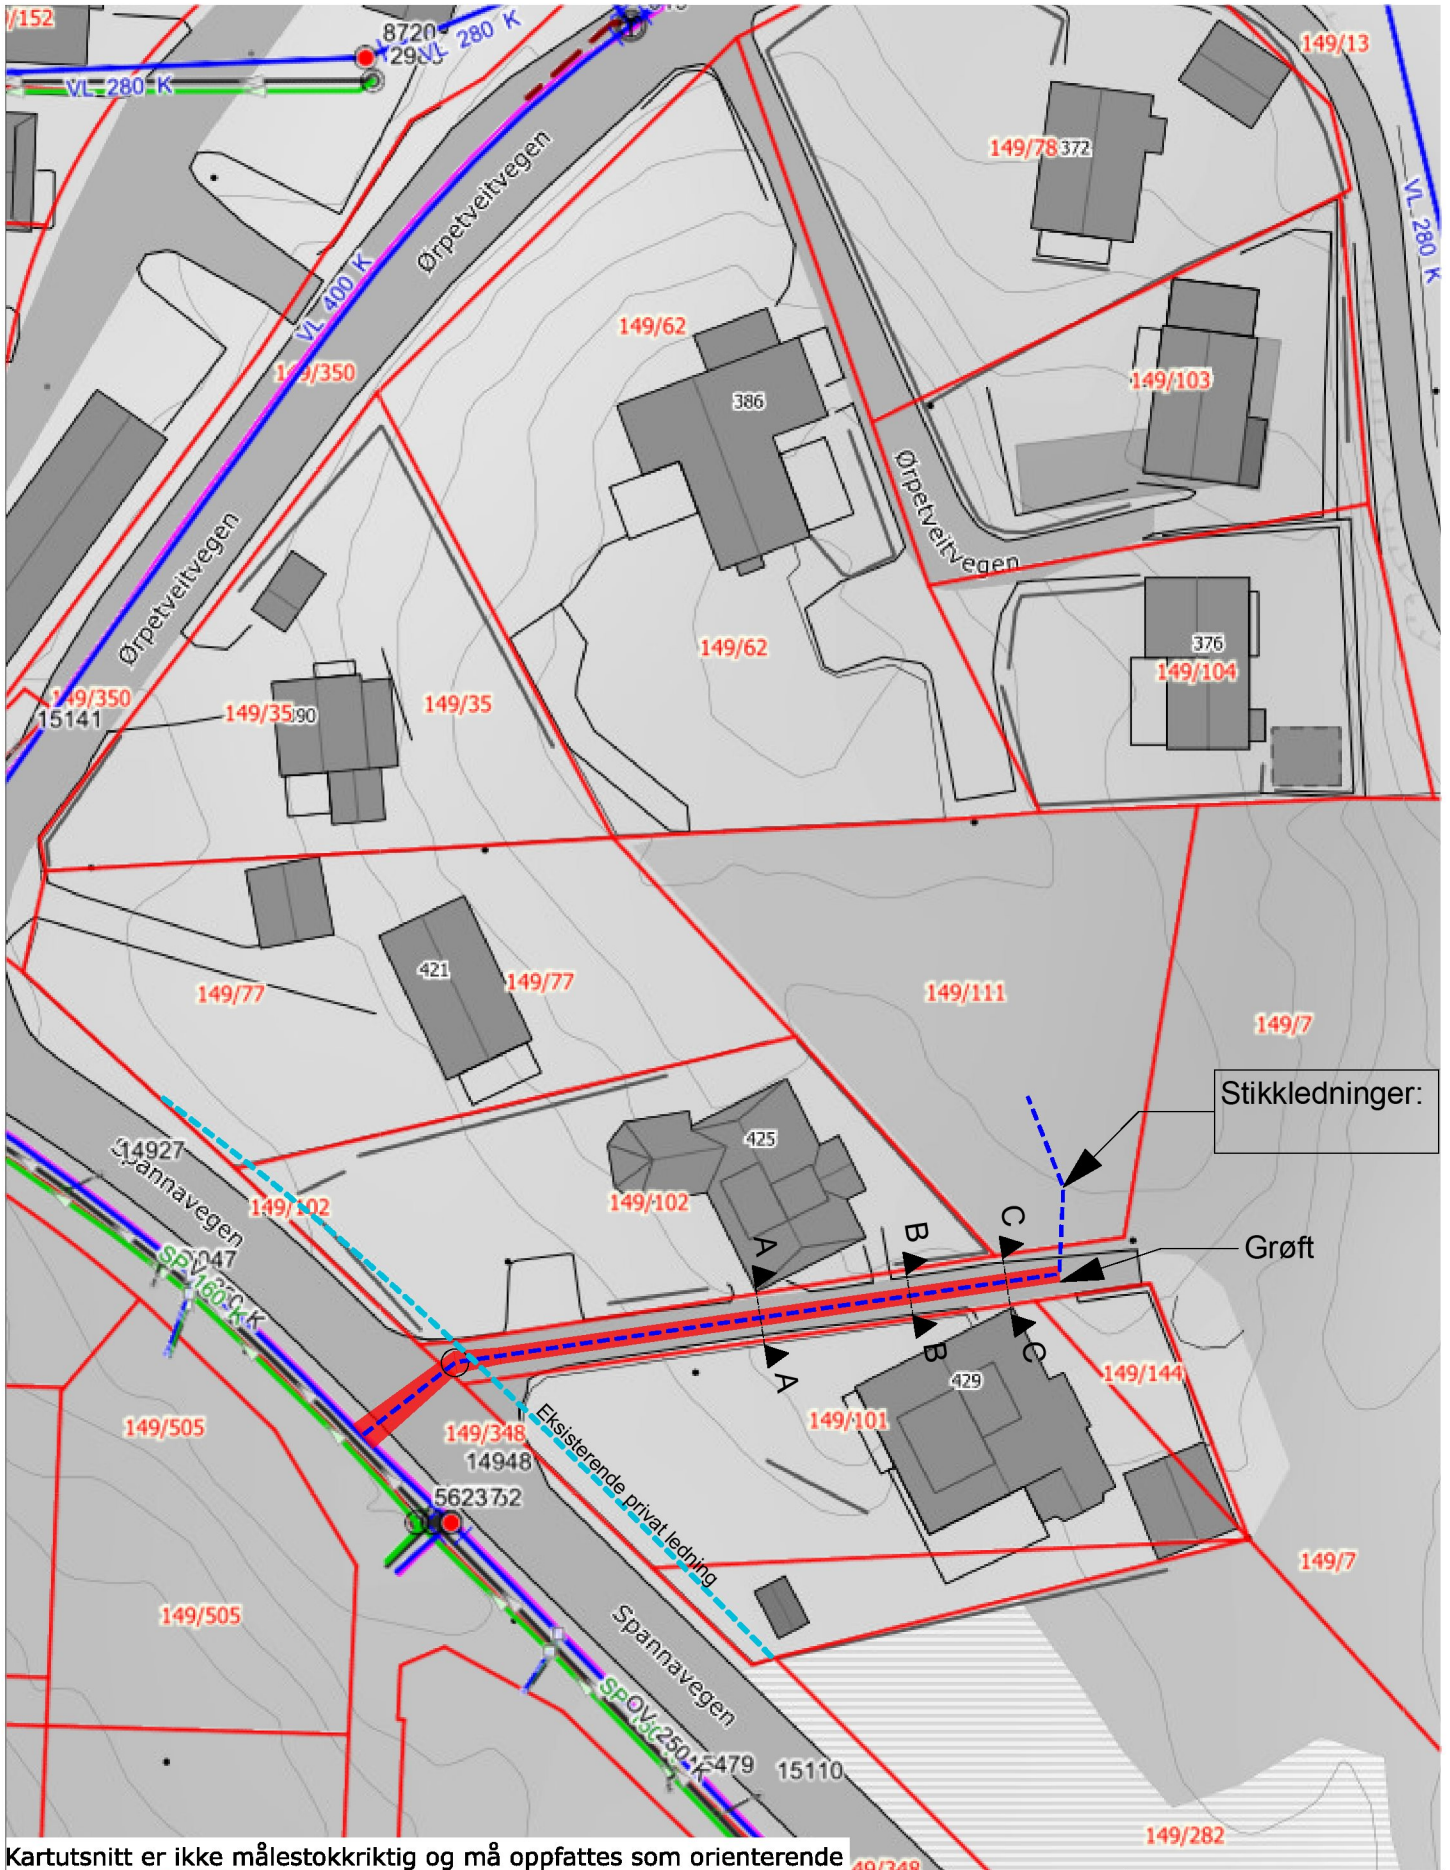 /152
8720
VL 280 K
149/13
VL 280 K
149/78
372
Ørpetveitvegen
VL 280 K
VL 400 K
149/62
149/350
149/103
386
Ørpetveitvegen
Ørpetveitvegen
149/62
376
149/104
149/350
15141
149/35
149/35
421
149/77
149/77
149/111
149/7
Stikkledninger:
14927
425
Spannavegen
149/102
149/102
A
B
C
Grøft
SP 160 K
149/144
A
B
C
429
149/505
149/348
149/101
14948
Eksisterende privat ledning
149/7
149/505
Spannavegen
OV 250 K
15110
149/282
Kartutsnitt er ikke målestokkriktig og må oppfattes som orienterende